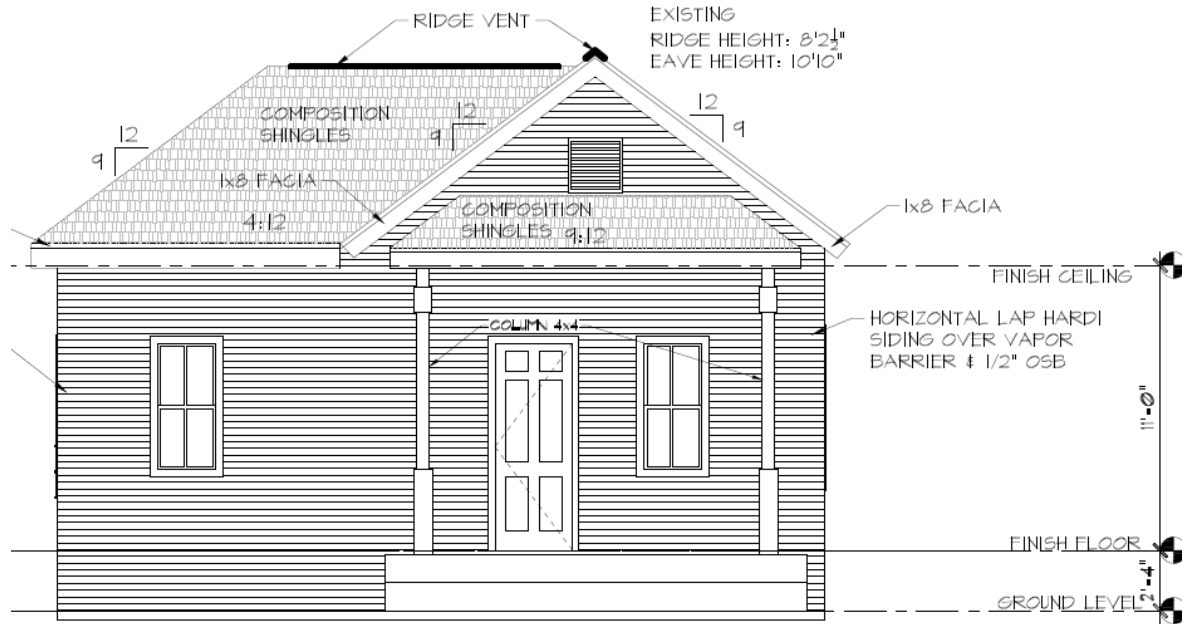 RIDGE VENT
EXISTING
RIDGE HEIGHT: 8'2½"
EAVE HEIGHT: 10'10"
COMPOSITION
SHINGLES
12
9
12
9
12
9
1x8 FACIA
4:12
COMPOSITION
SHINGLES 9:12
1x8 FACIA
FINISH CEILING
COLUMN 4x4
HORIZONTAL LAP HARDI
SIDING OVER VAPOR
BARRIER & 1/2" OSB
11'-0"
FINISH FLOOR
2'-4"
GROUND LEVEL